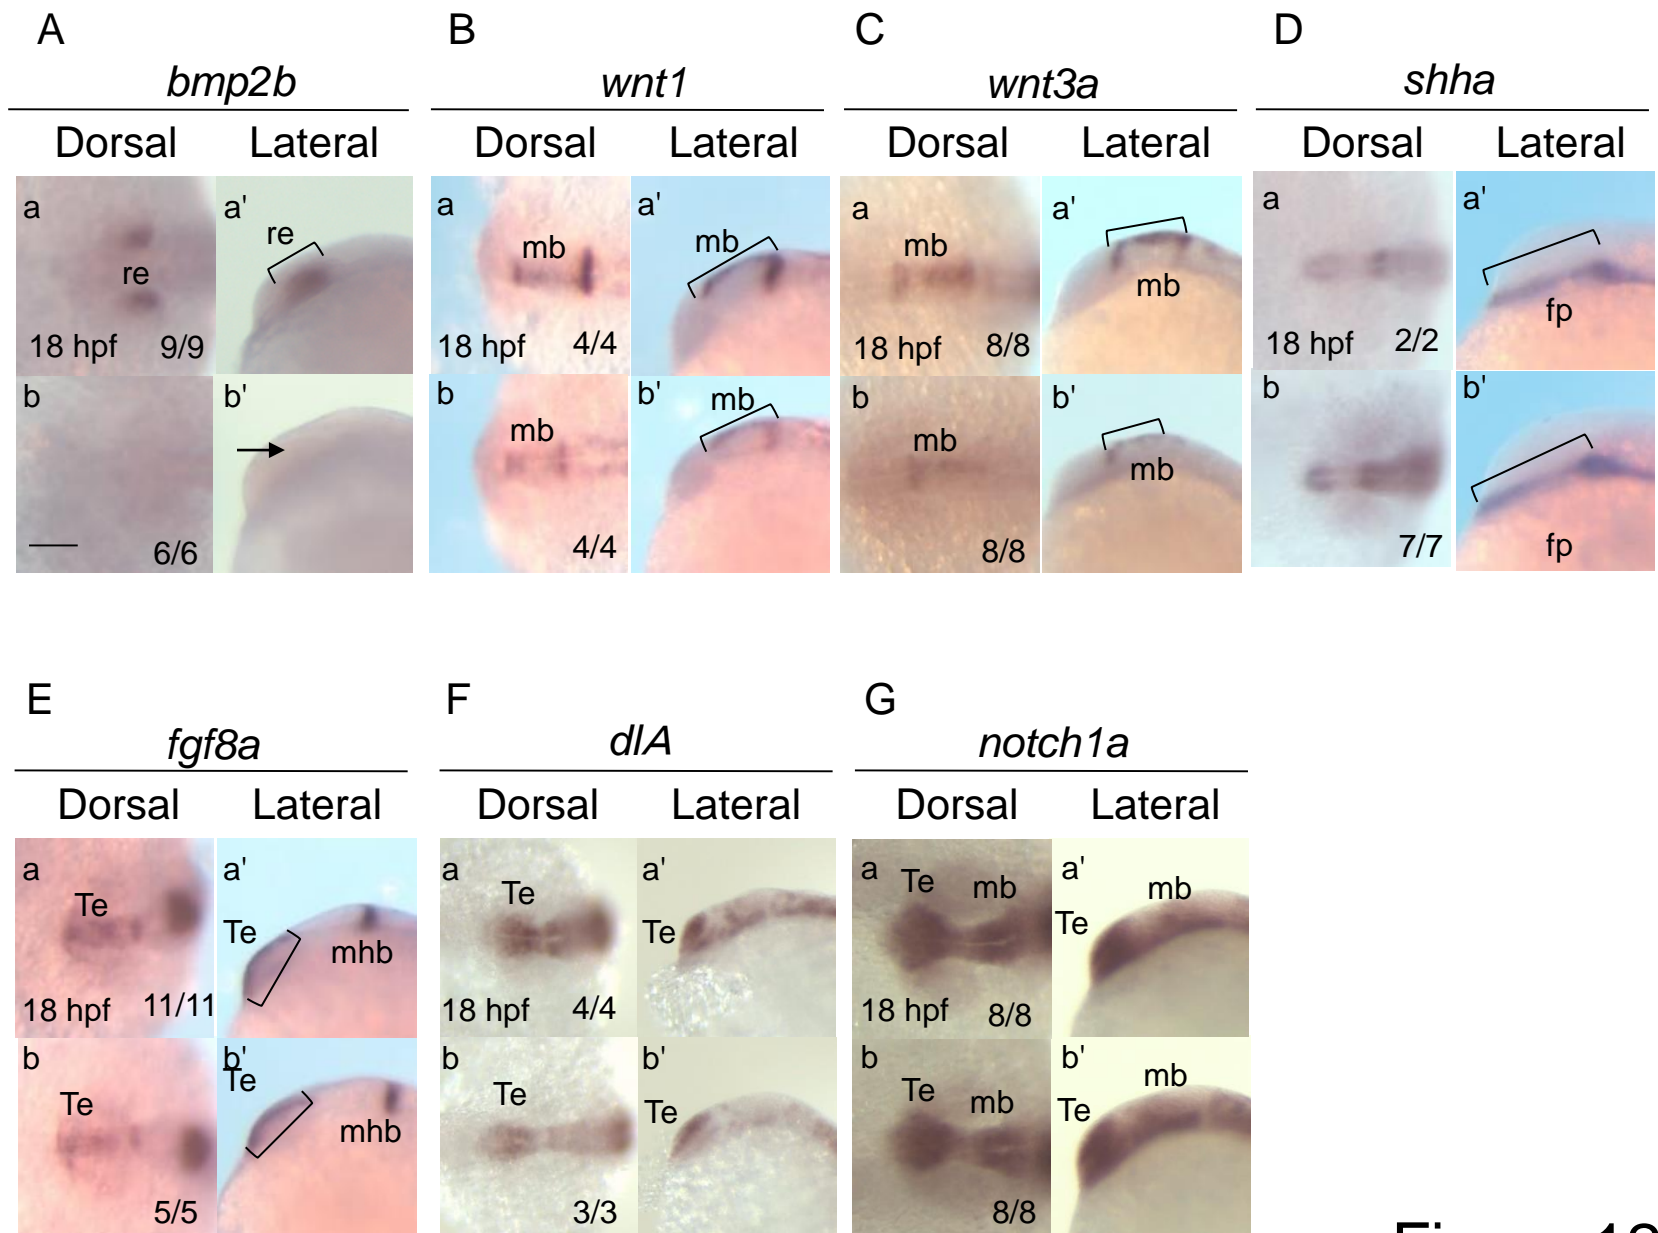 A
bmp2b
Dorsal Lateral
a
re
18 hpf 9/9
a'
re
b
6/6
b'
B
wnt1
Dorsal Lateral
a
mb
18 hpf 4/4
a'
mb
b
mb
4/4
b'
mb
C
wnt3a
Dorsal Lateral
a
mb
18 hpf 8/8
a'
mb
b
mb
8/8
b'
mb
D
shha
Dorsal Lateral
a
18 hpf 2/2
a'
fp
b
7/7
b'
fp
E
fgf8a
Dorsal Lateral
a
Te
18 hpf 11/11
a'
Te
mhb
b
Te
5/5
b'
Te
mhb
F
dlA
Dorsal Lateral
a
Te
18 hpf 4/4
a'
Te
b
Te
3/3
b'
Te
G
notch1a
Dorsal Lateral
a
Te mb
18 hpf 8/8
a'
mb
Te
b
Te mb
8/8
b'
mb
Te